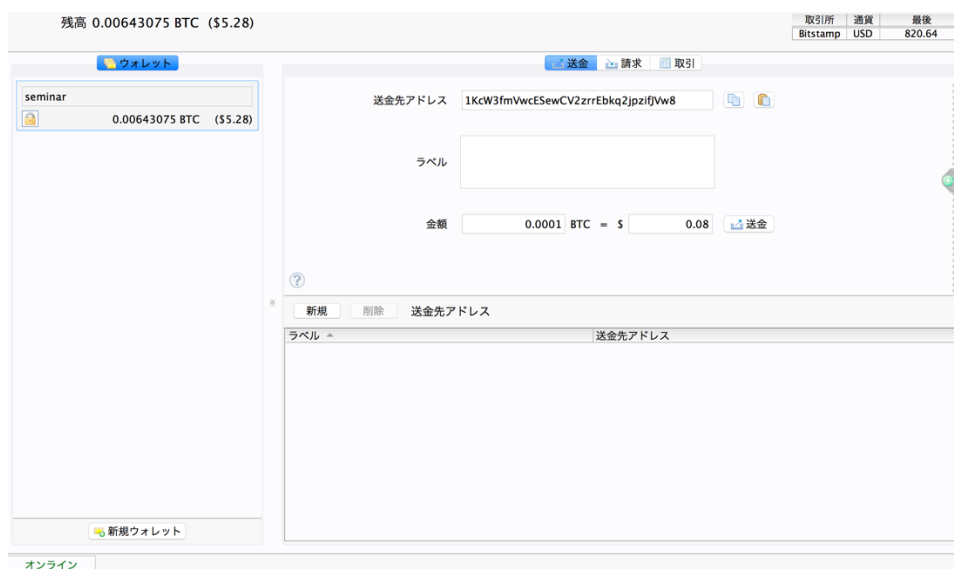 残高 0.00643075 BTC ($5.28)
取引所 通貨 最後
Bitstamp USD 820.64
ウォレット
seminar
0.00643075 BTC ($5.28)
新規ウォレット
送金 請求 取引
送金先アドレス 1KcW3fmVwcESewCV2zrrEbkq2jpzifJVw8
ラベル
金額 0.0001 BTC = $ 0.08 送金
?
新規 削除 送金先アドレス
ラベル 送金先アドレス
オンライン